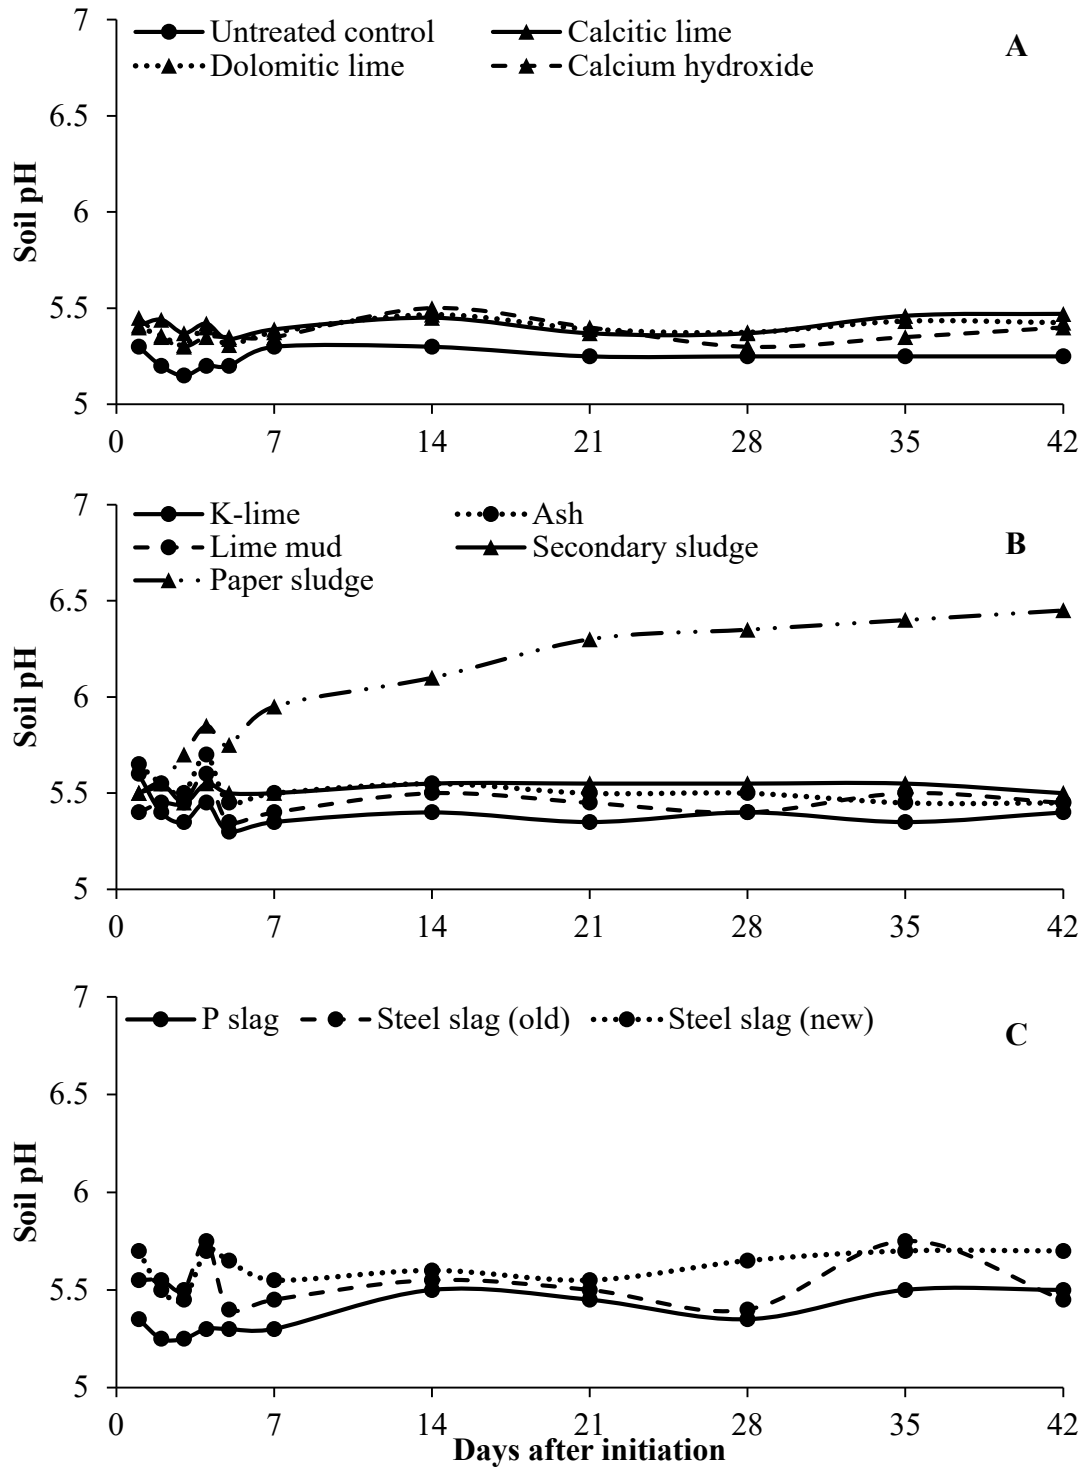 7
Untreated control Calcitic lime
A
Dolomitic lime Calcium hydroxide
6.5
6
5.5
5
Soil pH
0 7 14 21 28 35 42
7
K-lime Ash
Lime mud Secondary sludge
B
Paper sludge
6.5
6
5.5
5
Soil pH
0 7 14 21 28 35 42
7
P slag Steel slag (old) Steel slag (new)
C
6.5
6
5.5
5
Soil pH
0 7 14 21 28 35 42
Days after initiation